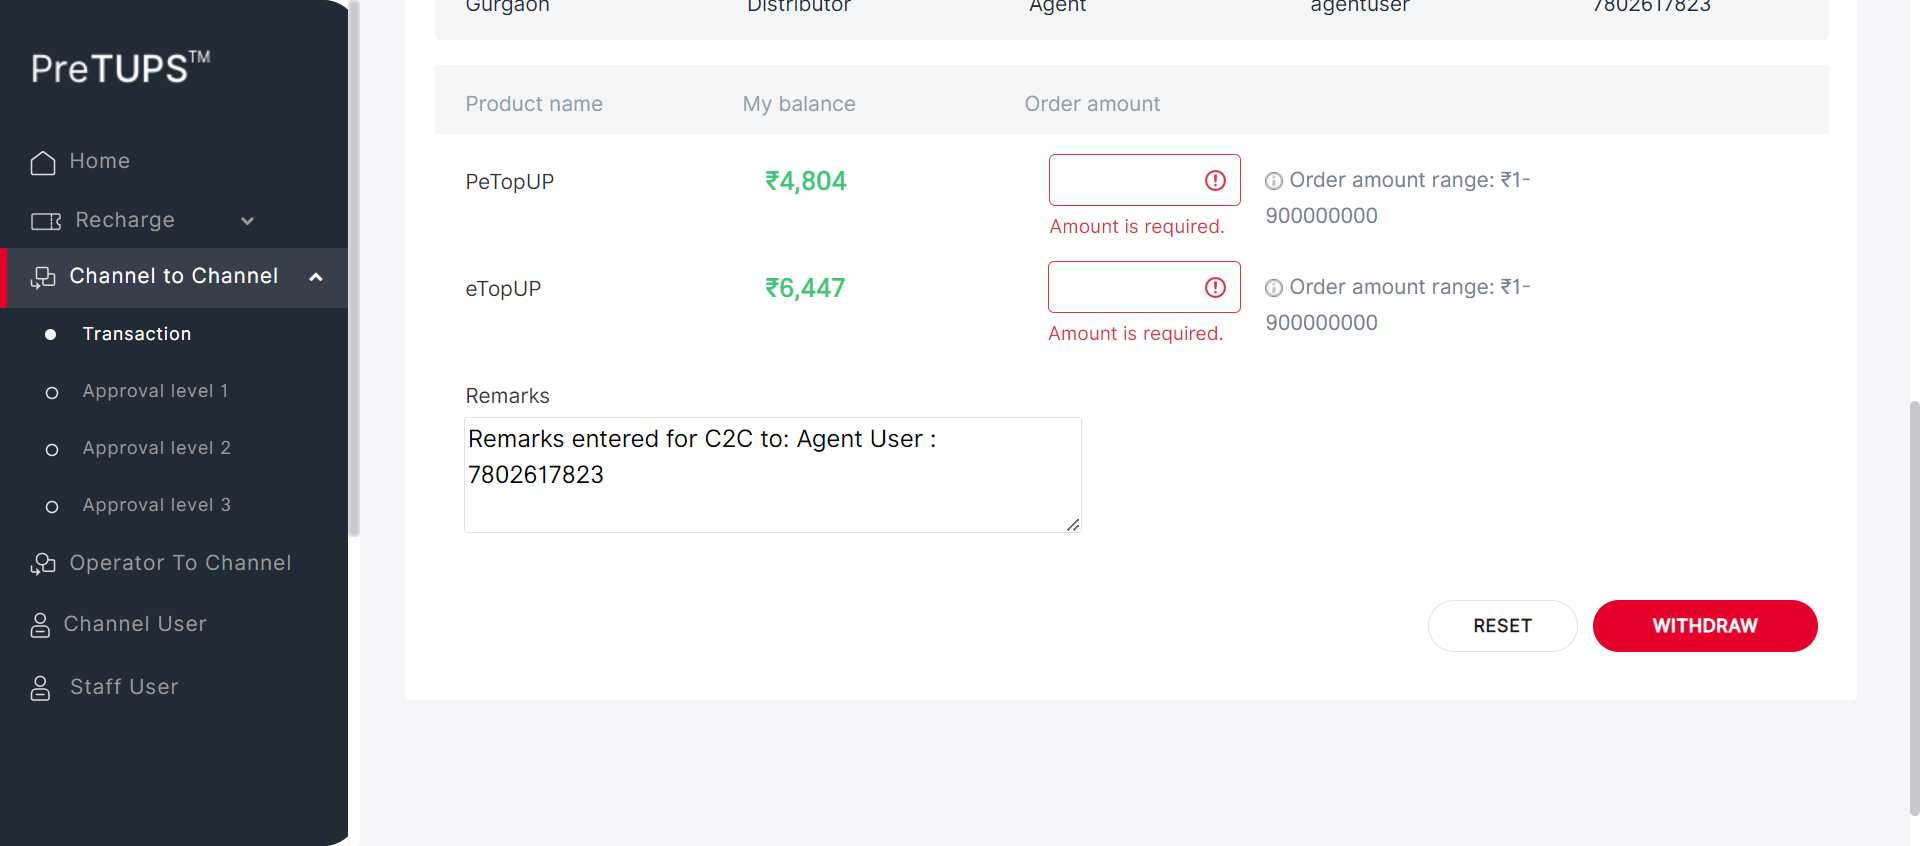 PreTUPS™
Home
Recharge
Channel to Channel
Transaction
Approval level 1
Approval level 2
Approval level 3
Operator To Channel
Channel User
Staff User
Gurgaon Distributor Agent agentuser 7802617823
Product name My balance Order amount
PeTopUP ₹4,804 Order amount range: ₹1-
900000000
Amount is required.
eTopUP ₹6,447 Order amount range: ₹1-
900000000
Amount is required.
Remarks
Remarks entered for C2C to: Agent User :
7802617823
RESET WITHDRAW